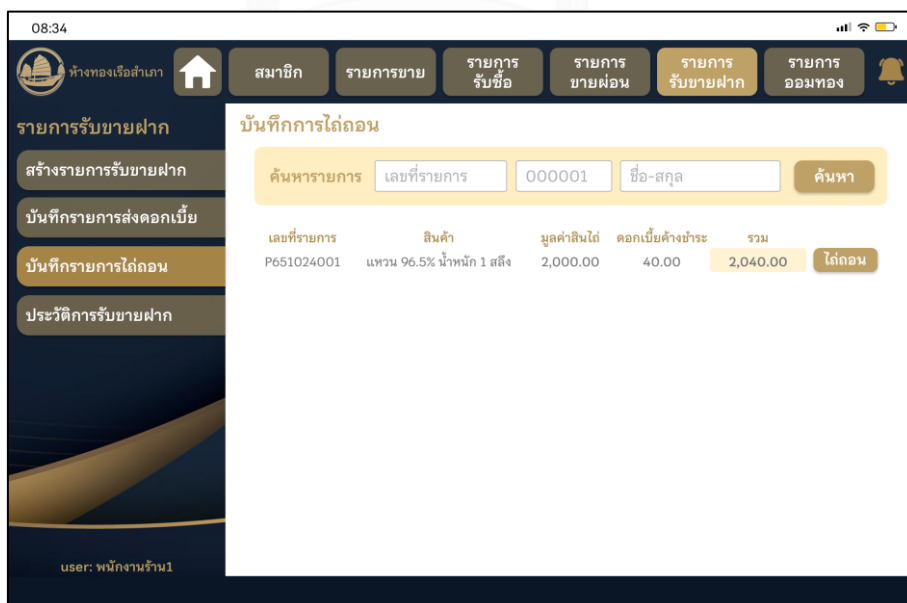 08:34
ห้างทองเรือสำเภา
สมาชิก
รายการขาย
รายการ
รับซื้อ
รายการ
ขายผ่อน
รายการ
รับขายฝาก
รายการ
ออมทอง
รายการรับขายฝาก
สร้างรายการรับขายฝาก
บันทึกรายการส่งดอกเบี้ย
บันทึกรายการไถ่ถอน
ประวัติการรับขายฝาก
user: พนักงานร้าน1
บันทึกการไถ่ถอน
ค้นหารายการ เลขที่รายการ 000001 ชื่อ-สกุล ค้นหา
เลขที่รายการ สินค้า มูลค่าสินไถ่ ดอกเบี้ยค้างชำระ รวม
P651024001 แหวน 96.5% น้ำหนัก 1 สลึง 2,000.00 40.00 2,040.00 ไถ่ถอน